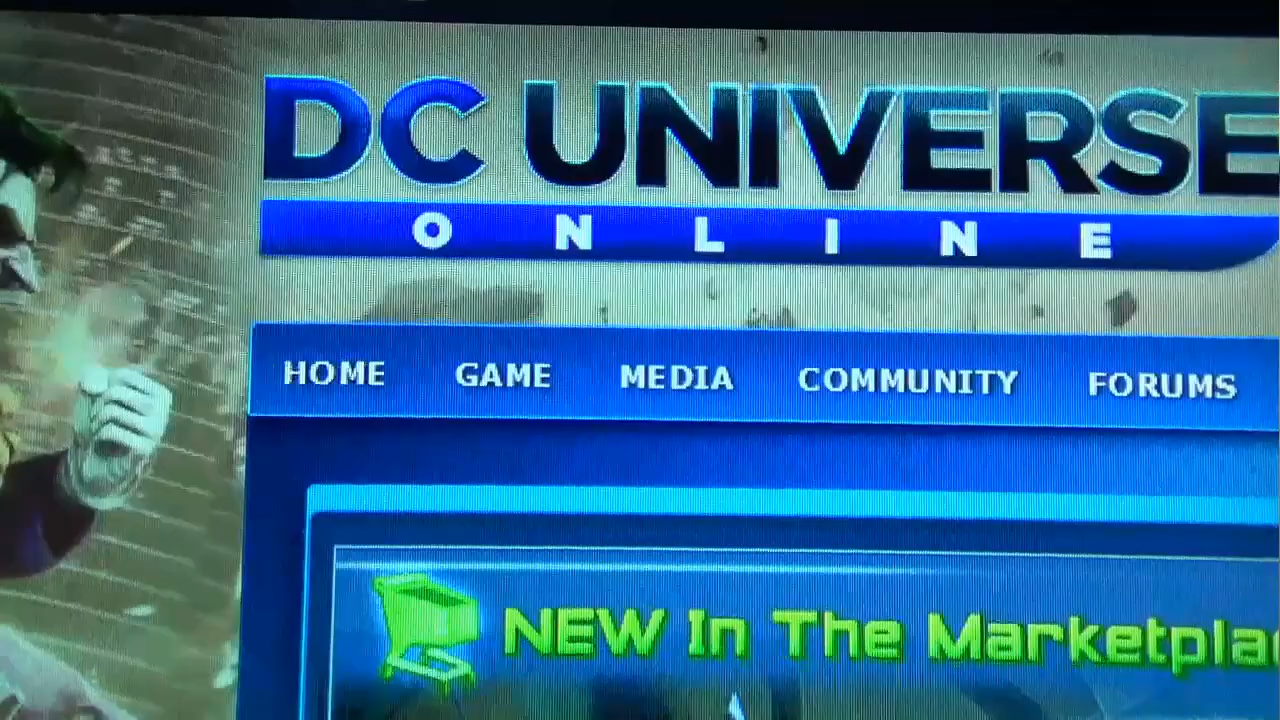 DC UNIVERSE
ONLINE
HOME GAME MEDIA COMMUNITY FORUMS
NEW In The Marketpla